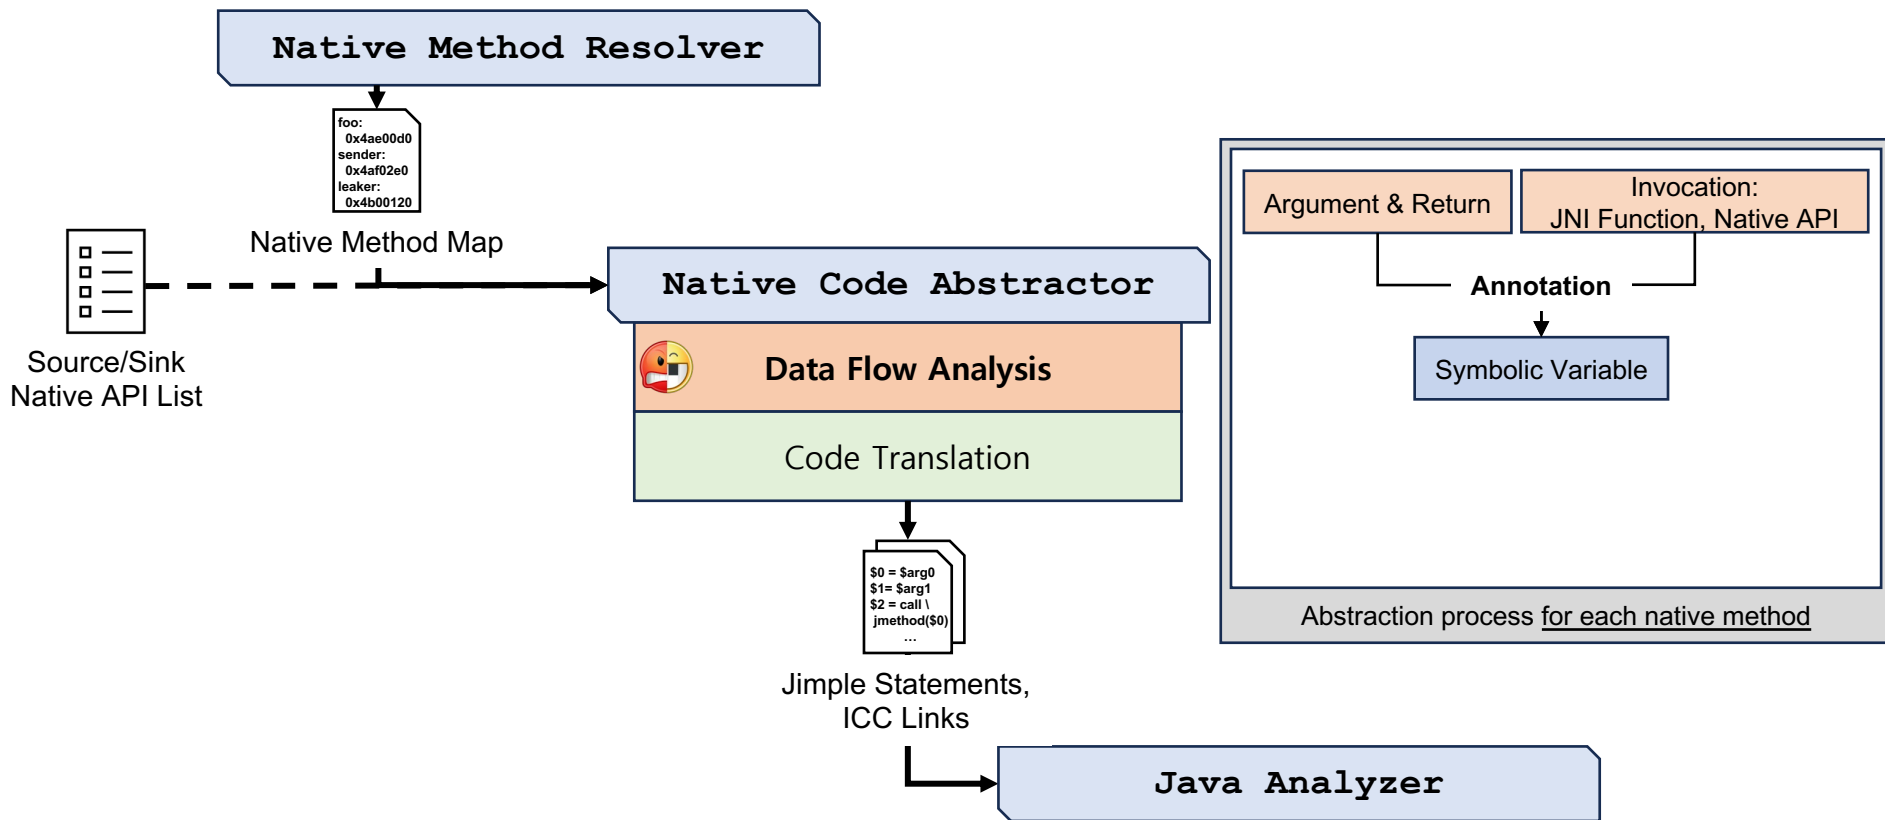 Native Method Resolver
foo:
0x4ae00d0
sender:
0x4af02e0
leaker:
0x4b00120
Native Method Map
Source/Sink
Native API List
Native Code Abstractor
Data Flow Analysis
Code Translation
$0 = $arg0
$1= $arg1
$2 = call \
jmethod($0)
...
Jimple Statements,
ICC Links
Java Analyzer
Argument & Return
Invocation:
JNI Function, Native API
Annotation
Symbolic Variable
Abstraction process for each native method